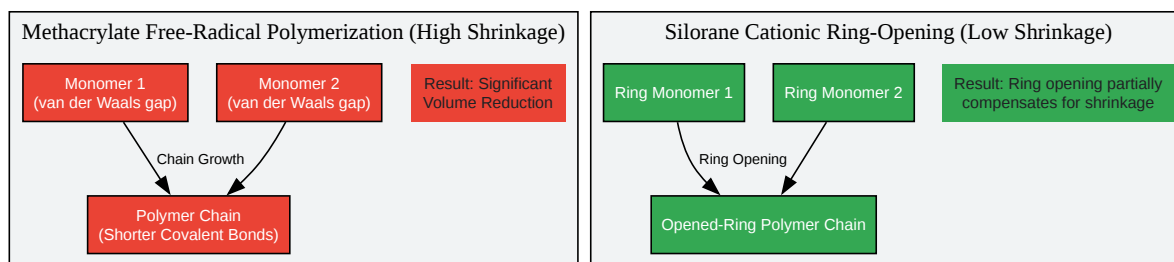 Methacrylate Free-Radical Polymerization (High Shrinkage)
Monomer 1
(van der Waals gap)
Monomer 2
(van der Waals gap)
Result: Significant
Volume Reduction
Chain Growth
Polymer Chain
(Shorter Covalent Bonds)
Silorane Cationic Ring-Opening (Low Shrinkage)
Ring Monomer 1
Ring Monomer 2
Result: Ring opening partially
compensates for shrinkage
Ring Opening
Opened-Ring Polymer Chain